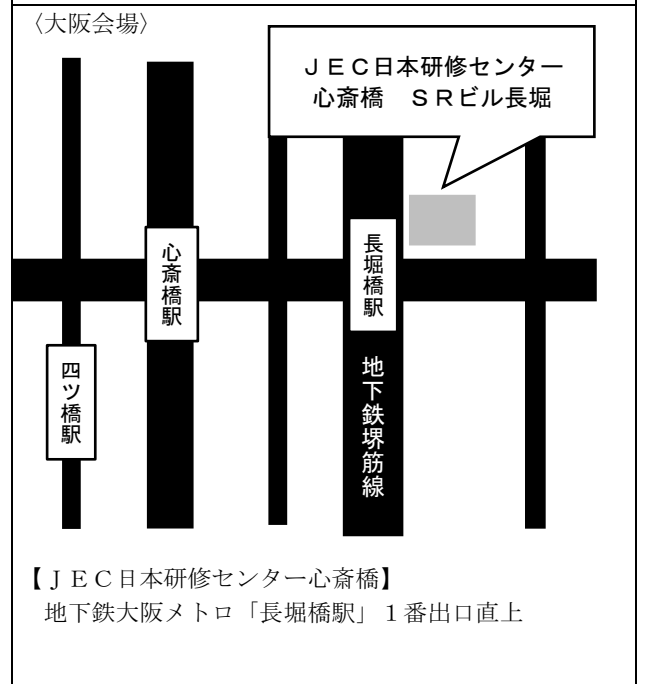 〈大阪会場〉
ＪＥＣ日本研修センター
心斎橋　ＳＲビル長堀
心斎橋駅
長堀橋駅
四ツ橋駅
地下鉄堺筋線
【ＪＥＣ日本研修センター心斎橋】
地下鉄大阪メトロ「長堀橋駅」１番出口直上